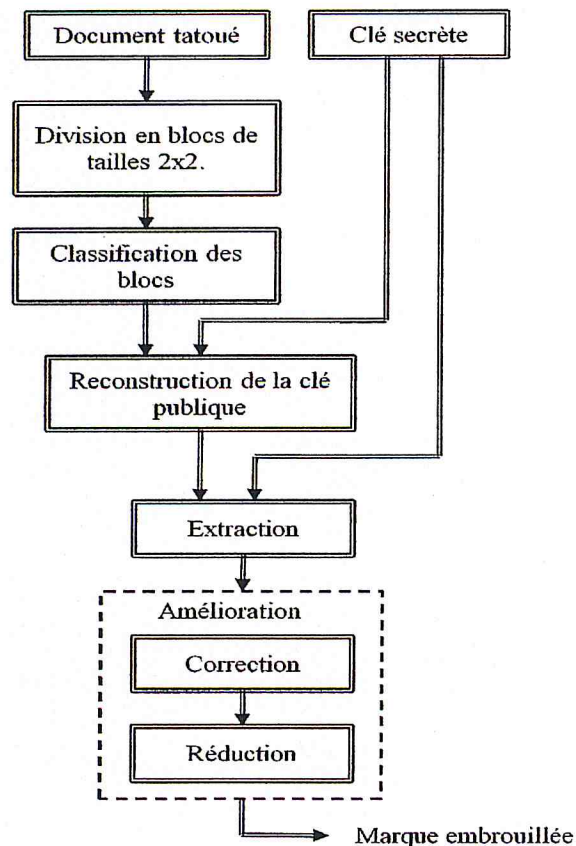 Document tatoué
Clé secrète
Division en blocs de
tailles 2x2.
Classification des
blocs
Reconstruction de la clé
publique
Extraction
Amélioration
Correction
Réduction
Marque embrouillée